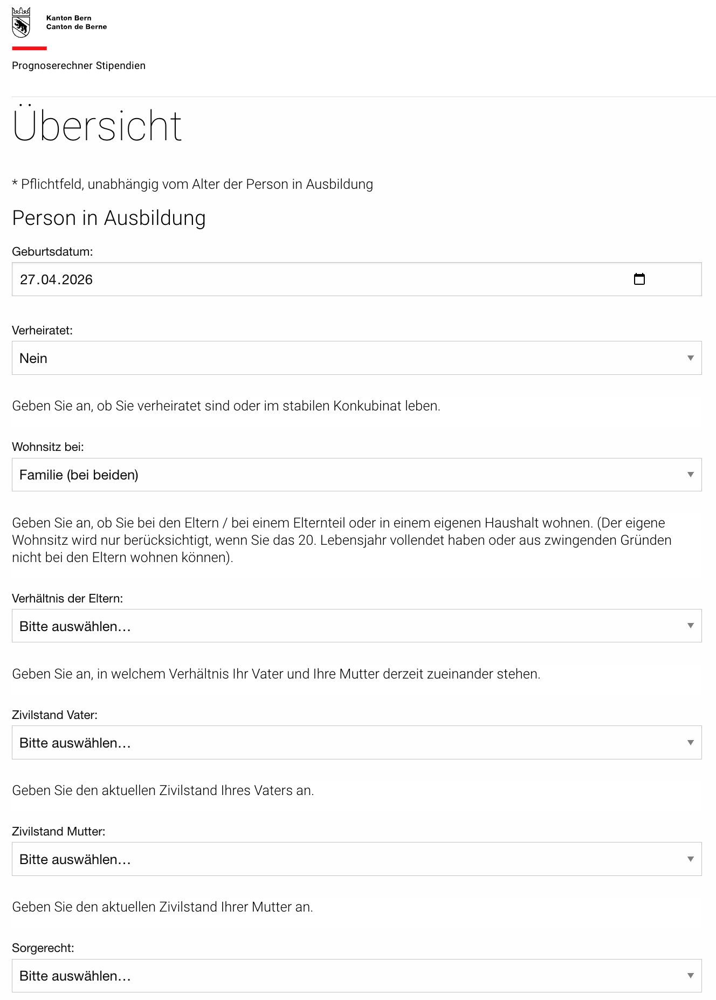 Kanton Bern
Canton de Berne
Prognoserechner Stipendien
Übersicht
* Pflichtfeld, unabhängig vom Alter der Person in Ausbildung
Person in Ausbildung
Geburtsdatum:
27.04.2026
Verheiratet:
Nein
Geben Sie an, ob Sie verheiratet sind oder im stabilen Konkubinat leben.
Wohnsitz bei:
Familie (bei beiden)
Geben Sie an, ob Sie bei den Eltern / bei einem Elternteil oder in einem eigenen Haushalt wohnen. (Der eigene
Wohnsitz wird nur berücksichtigt, wenn Sie das 20. Lebensjahr vollendet haben oder aus zwingenden Gründen
nicht bei den Eltern wohnen können).
Verhältnis der Eltern:
Bitte auswählen...
Geben Sie an, in welchem Verhältnis Ihr Vater und Ihre Mutter derzeit zueinander stehen.
Zivilstand Vater:
Bitte auswählen...
Geben Sie den aktuellen Zivilstand Ihres Vaters an.
Zivilstand Mutter:
Bitte auswählen...
Geben Sie den aktuellen Zivilstand Ihrer Mutter an.
Sorgerecht:
Bitte auswählen...